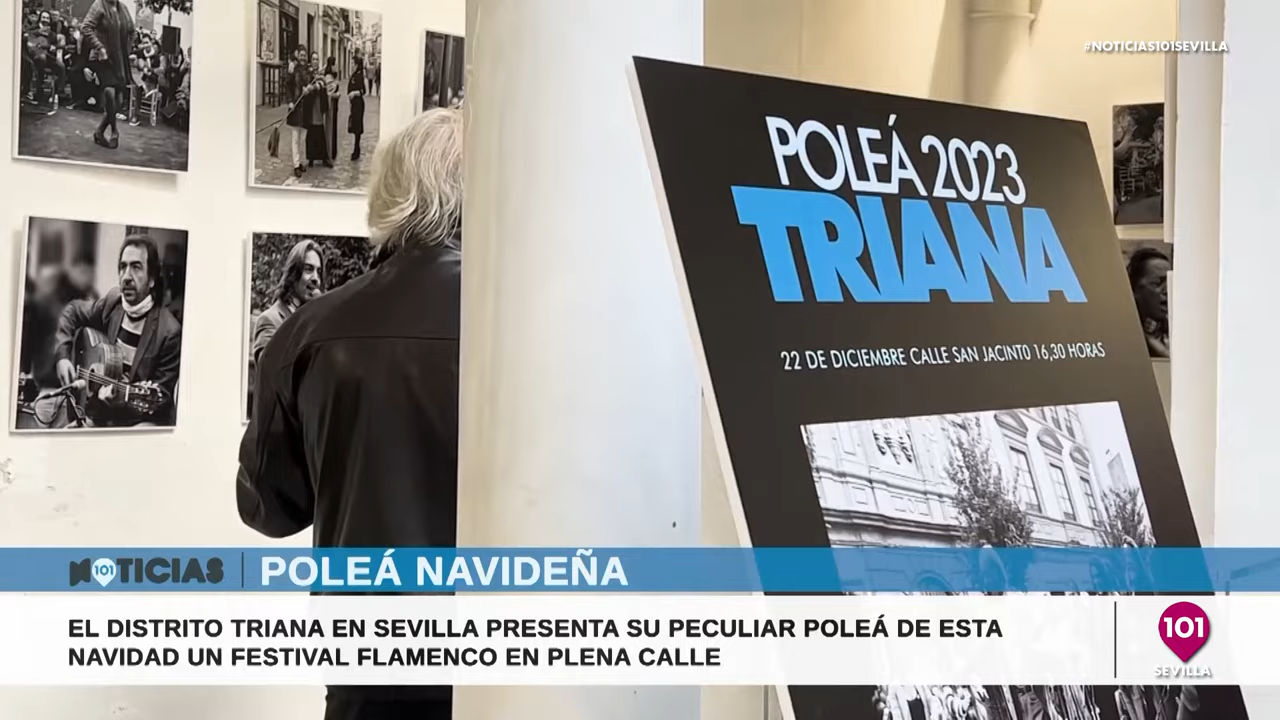 #NOTICIAS101SEVILLA
POLEÁ 2023
TRIANA
22 DE DICIEMBRE CALLE SAN JACINTO 16,30 HORAS
NOTICIAS 101
POLEÁ NAVIDEÑA
EL DISTRITO TRIANA EN SEVILLA PRESENTA SU PECULIAR POLEÁ DE ESTA
NAVIDAD UN FESTIVAL FLAMENCO EN PLENA CALLE
101
SEVILLA